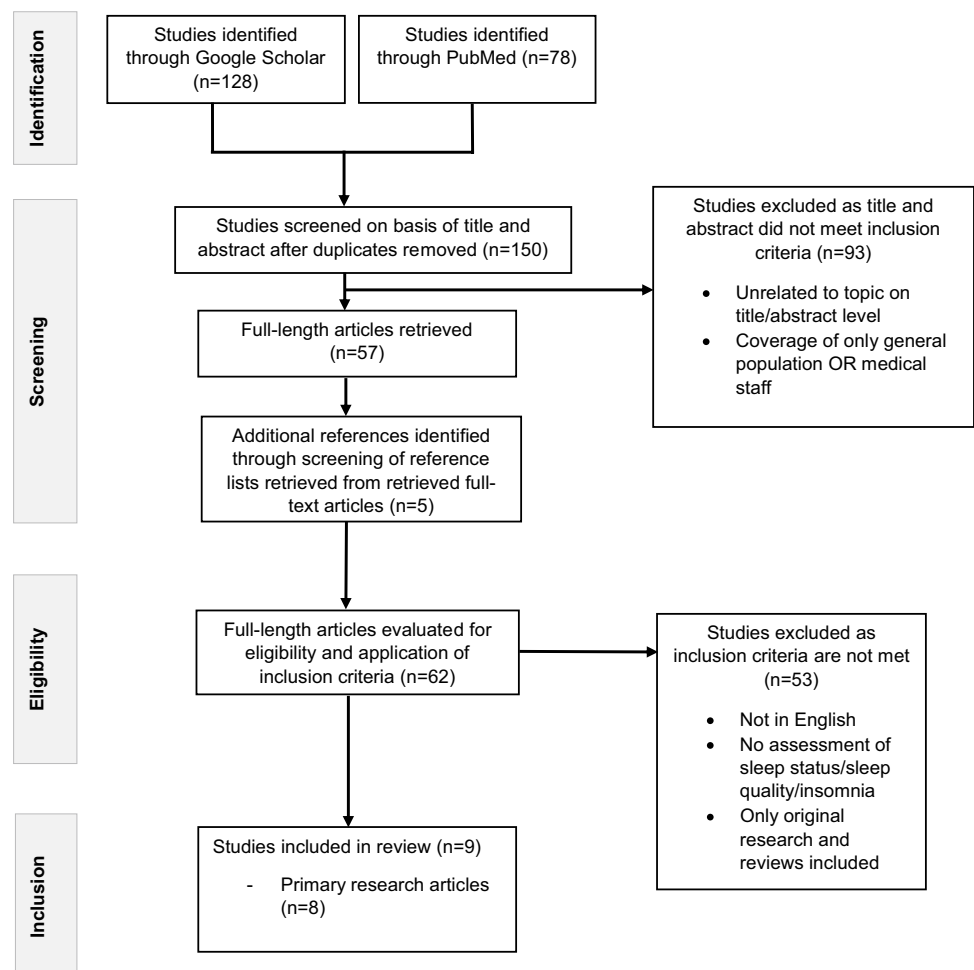 Identification
Studies identified
through Google Scholar
(n=128)
Studies identified
through PubMed (n=78)
Screening
Studies screened on basis of title and
abstract after duplicates removed (n=150)
Studies excluded as title and
abstract did not meet inclusion
criteria (n=93)
• Unrelated to topic on
title/abstract level
• Coverage of only general
population OR medical
staff
Full-length articles retrieved
(n=57)
Additional references identified
through screening of reference
lists retrieved from retrieved full-
text articles (n=5)
Eligibility
Full-length articles evaluated for
eligibility and application of
inclusion criteria (n=62)
Studies excluded as
inclusion criteria are not met
(n=53)
• Not in English
• No assessment of
sleep status/sleep
quality/insomnia
• Only original
research and
reviews included
Inclusion
Studies included in review (n=9)
- Primary research articles
(n=8)